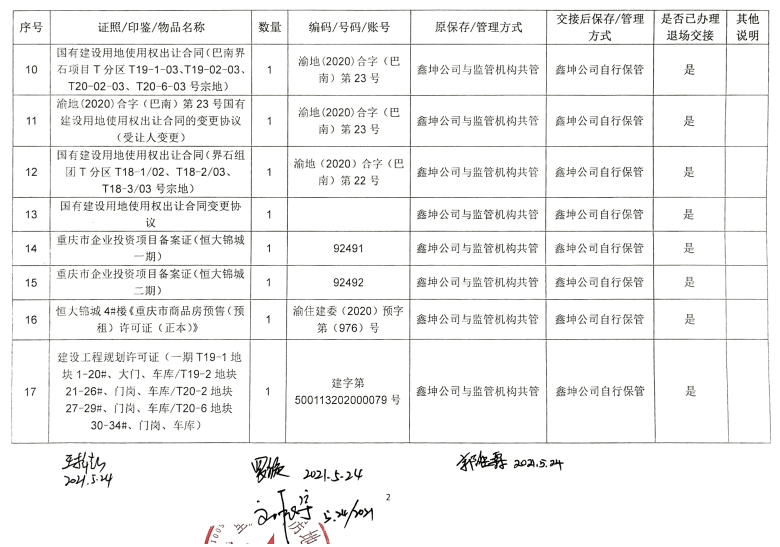 序号 证照/印鉴/物品名称 数量 编码/号码/账号 原保存/管理方式 交接后保存/管理方式 是否已办理退场交接 其他说明
10 国有建设用地使用权出让合同(巴南界石项目 T 分区 T19-1-03、T19-02-03、T20-02-03、T20-6-03 号宗地) 1 渝地(2020)合字(巴南)第 23 号 鑫坤公司与监管机构共管 鑫坤公司自行保管 是
11 渝地(2020)合字(巴南)第 23 号国有建设用地使用权出让合同的变更协议(受让人变更) 1 渝地(2020)合字(巴南)第 23 号 鑫坤公司与监管机构共管 鑫坤公司自行保管 是
12 国有建设用地使用权出让合同(界石组团 T 分区 T18-1/02、T18-2/03、T18-3/03 号宗地) 1 渝地(2020)合字(巴南)第 22 号 鑫坤公司与监管机构共管 鑫坤公司自行保管 是
13 国有建设用地使用权出让合同变更协议 1 鑫坤公司与监管机构共管 鑫坤公司自行保管 是
14 重庆市企业投资项目备案证(恒大锦城一期) 1 92491 鑫坤公司与监管机构共管 鑫坤公司自行保管 是
15 重庆市企业投资项目备案证(恒大锦城二期) 1 92492 鑫坤公司与监管机构共管 鑫坤公司自行保管 是
16 恒大锦城 4#楼《重庆市商品房预售(预租)许可证(正本)》 1 渝住建委(2020)预字第(976)号 鑫坤公司与监管机构共管 鑫坤公司自行保管 是
17 建设工程规划许可证(一期 T19-1 地块 1-20#、大门、车库/T19-2 地块 21-26#、门岗、车库/T20-2 地块 27-29#、门岗、车库/T20-6 地块 30-34#、门岗、车库) 1 建字第 500113202000079 号 鑫坤公司与监管机构共管 鑫坤公司自行保管 是
2021.5.24
2021.5.24
2021.5.24
5.24/2021
2
房地